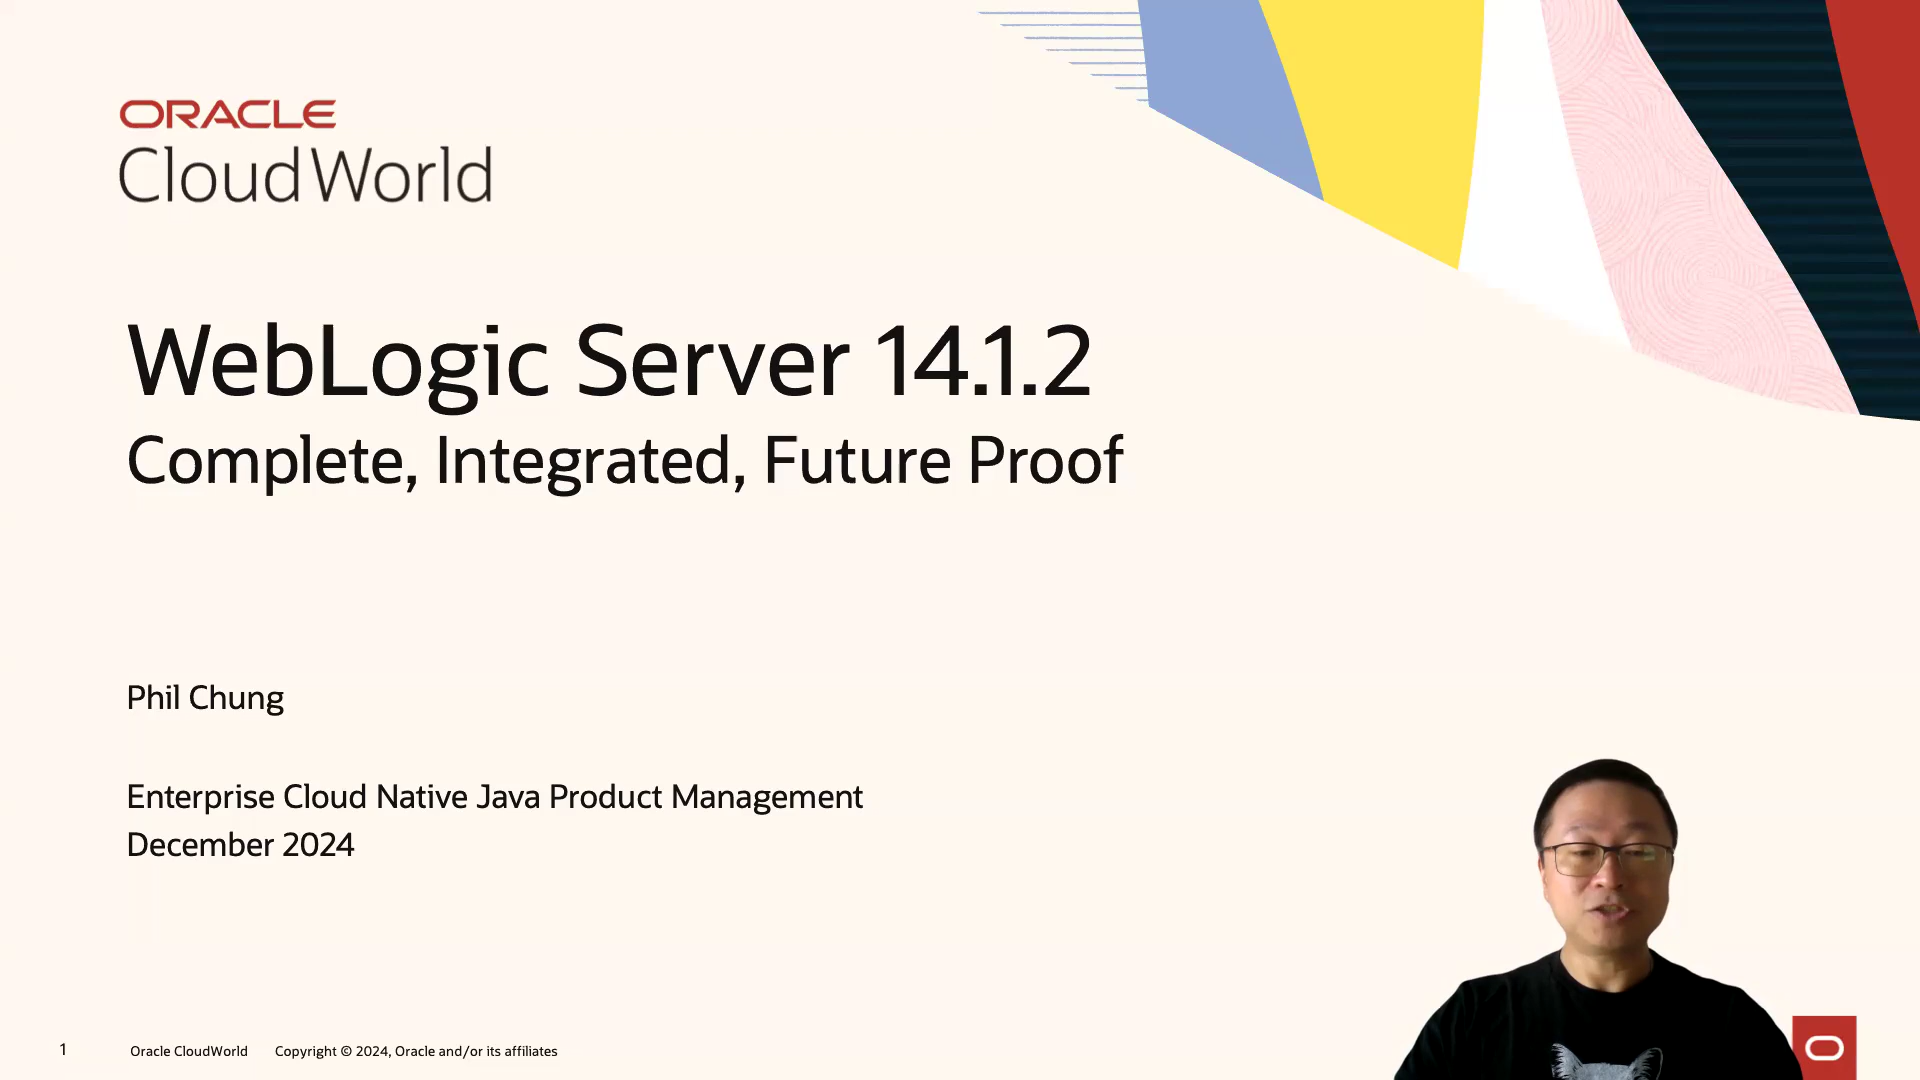 ORACLE
CloudWorld
WebLogic Server 14.1.2
Complete, Integrated, Future Proof
Phil Chung
Enterprise Cloud Native Java Product Management
December 2024
1 Oracle CloudWorld Copyright © 2024, Oracle and/or its affiliates